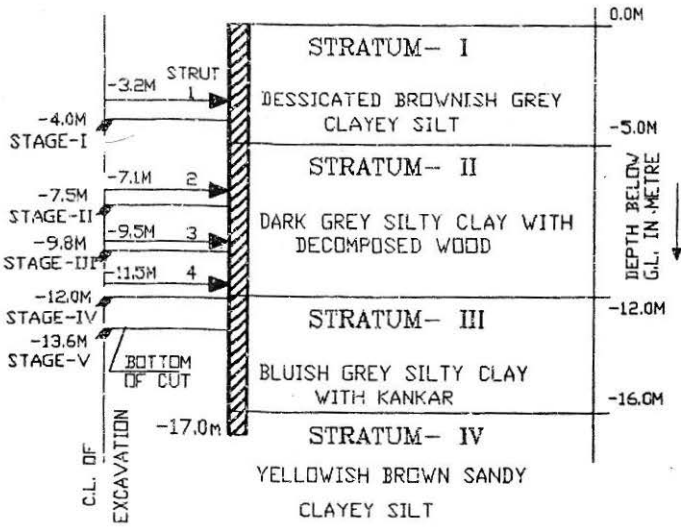 0.0M
STRATUM- I
STRUT
-3.2M 1
DESSICATED BROWNISH GREY
CLAYEY SILT
-4.0M
STAGE-I
-5.0M
STRATUM- II
-7.1M 2
-7.5M
STAGE-II
DARK GREY SILTY CLAY WITH
DECOMPOSED WOOD
-9.5M 3
-9.8M
STAGE-III
-11.5M 4
DEPTH BELOW
G.L. IN METRE
-12.0M
STAGE-IV
-12.0M
STRATUM- III
-13.6M
STAGE-V
BOTTOM
OF CUT
BLUISH GREY SILTY CLAY
WITH KANKAR
-16.0M
-17.0M
STRATUM- IV
YELLOWISH BROWN SANDY
CLAYEY SILT
C.L. OF
EXCAVATION